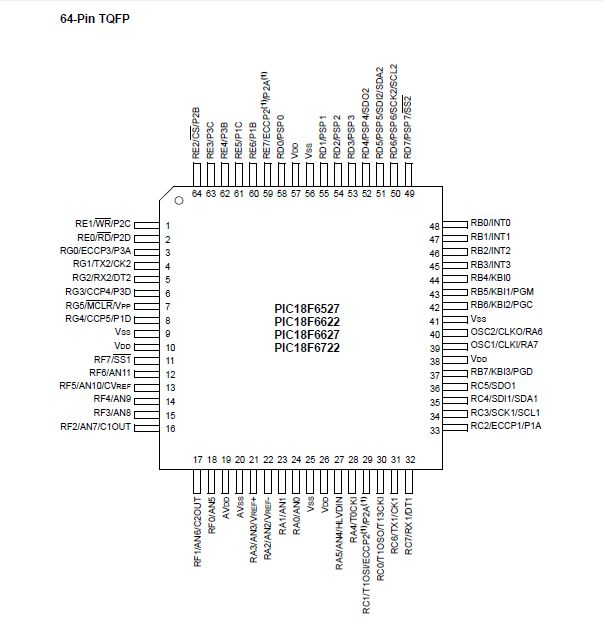 64-Pin TQFP
RE2/CS/P2B
RE3/P3C
RE4/P3B
RE5/P1C
RE6/P1B
RE7/ECCP2(1)/P2A(1)
RD0/PSP0
VDD
VSS
RD1/PSP1
RD2/PSP2
RD3/PSP3
RD4/PSP4/SDO2
RD5/PSP5/SDI2/SDA2
RD6/PSP6/SCK2/SCL2
RD7/PSP7/SS2
64 63 62 61 60 59 58 57 56 55 54 53 52 51 50 49
RE1/WR/P2C 1
RE0/RD/P2D 2
RG0/ECCP3/P3A 3
RG1/TX2/CK2 4
RG2/RX2/DT2 5
RG3/CCP4/P3D 6
RG5/MCLR/VPP 7
RG4/CCP5/P1D 8
VSS 9
VDD 10
RF7/SS1 11
RF6/AN11 12
RF5/AN10/CVREF 13
RF4/AN9 14
RF3/AN8 15
RF2/AN7/C1OUT 16
PIC18F6527
PIC18F6622
PIC18F6627
PIC18F6722
48 RB0/INT0
47 RB1/INT1
46 RB2/INT2
45 RB3/INT3
44 RB4/KBI0
43 RB5/KBI1/PGM
42 RB6/KBI2/PGC
41 VSS
40 OSC2/CLKO/RA6
39 OSC1/CLKI/RA7
38 VDD
37 RB7/KBI3/PGD
36 RC5/SDO1
35 RC4/SDI1/SDA1
34 RC3/SCK1/SCL1
33 RC2/ECCP1/P1A
17 18 19 20 21 22 23 24 25 26 27 28 29 30 31 32
RF1/AN6/C2OUT
RF0/AN5
AVDD
AVSS
RA3/AN3/VREF+
RA2/AN2/VREF-
RA1/AN1
RA0/AN0
VSS
VDD
RA5/AN4/HLVDIN
RA4/T0CKI
RC1/T1OSI/ECCP2(1)/P2A(1)
RC0/T1OSO/T13CKI
RC6/TX1/CK1
RC7/RX1/DT1